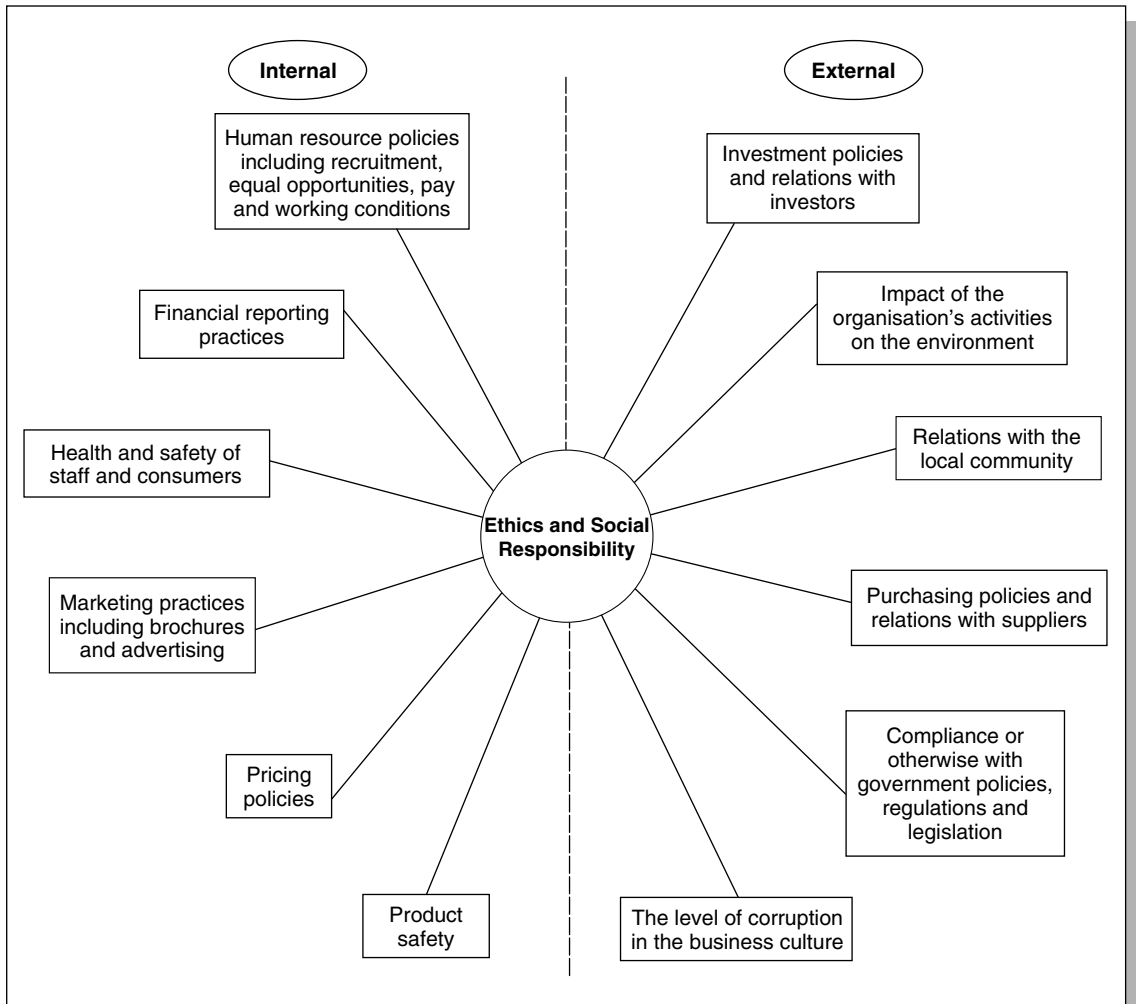 Internal
Human resource policies
including recruitment,
equal opportunities, pay
and working conditions
Financial reporting
practices
Health and safety of
staff and consumers
Marketing practices
including brochures
and advertising
Pricing
policies
Product
safety
Ethics and Social
Responsibility
External
Investment policies
and relations with
investors
Impact of the
organisation's activities
on the environment
Relations with the
local community
Purchasing policies and
relations with suppliers
Compliance or
otherwise with
government policies,
regulations and
legislation
The level of corruption
in the business culture